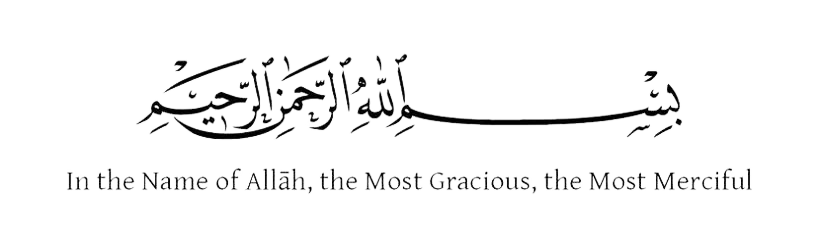 بِسْمِ ٱللَّهِ ٱلرَّحْمَٰنِ ٱلرَّحِيمِ
In the Name of Allāh, the Most Gracious, the Most Merciful